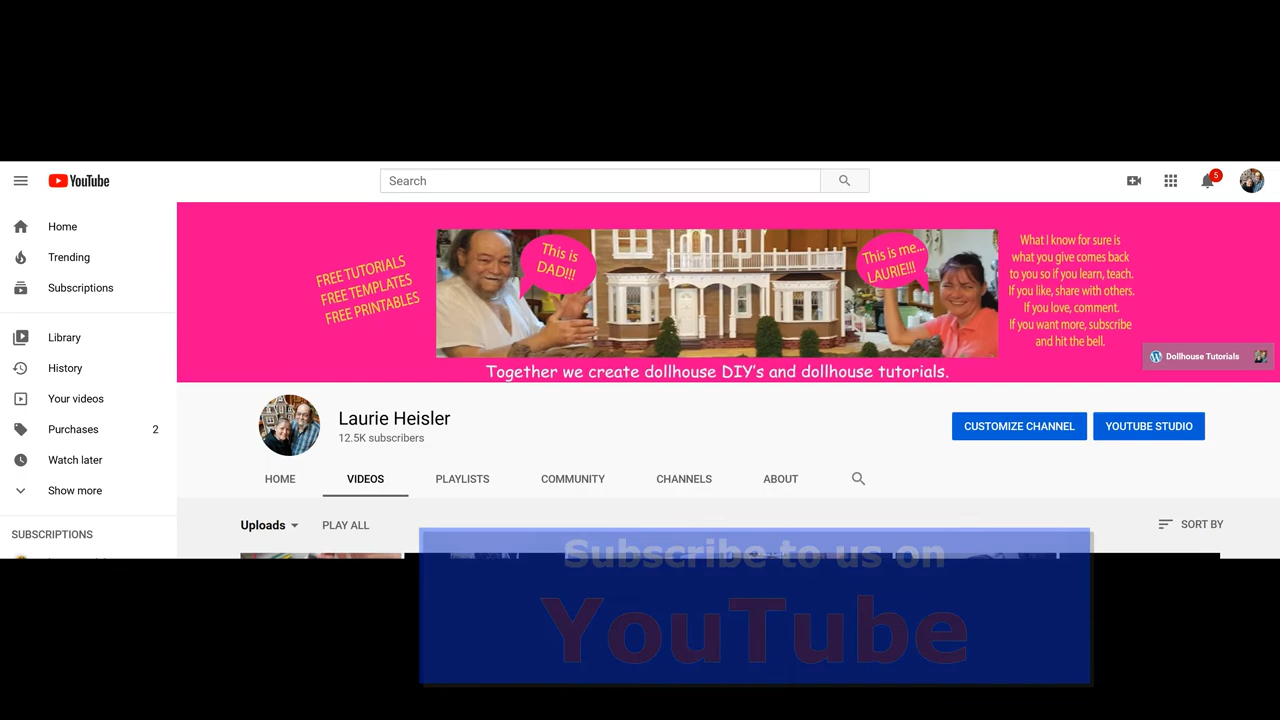 YouTube
Search
5
Home
Trending
Subscriptions
Library
History
Your videos
Purchases 2
Watch later
Show more
SUBSCRIPTIONS
FREE TUTORIALS
FREE TEMPLATES
FREE PRINTABLES
This is
DAD!!!
This is me...
LAURIE!!!
What I know for sure is
what you give comes back
to you so if you learn, teach.
If you like, share with others.
If you love, comment.
If you want more, subscribe
and hit the bell.
Dollhouse Tutorials
Together we create dollhouse DIY's and dollhouse tutorials.
Laurie Heisler
12.5K subscribers
CUSTOMIZE CHANNEL
YOUTUBE STUDIO
HOME VIDEOS PLAYLISTS COMMUNITY CHANNELS ABOUT
Uploads PLAY ALL SORT BY
Subscribe to us on
YouTube